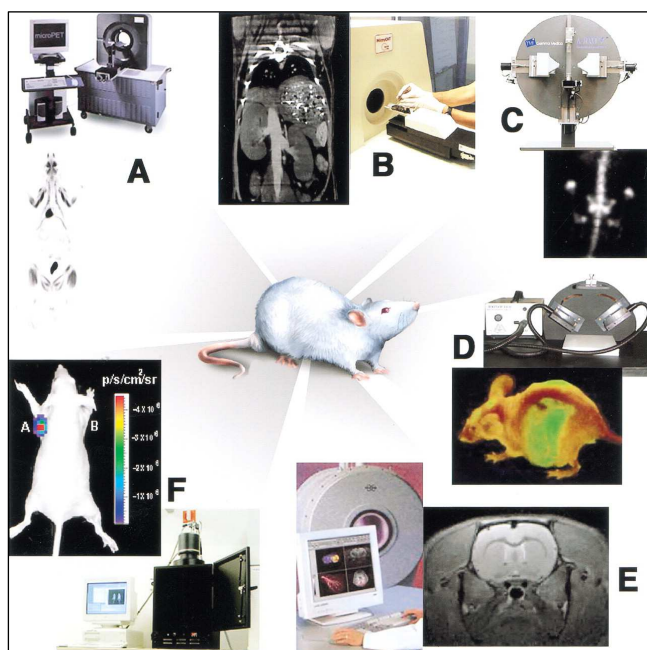 microPET
A
B
C
D
p/s/cm²/sr
A
B
-4 X 10⁶
-3 X 10⁶
-2 X 10⁶
-1 X 10⁶
F
E